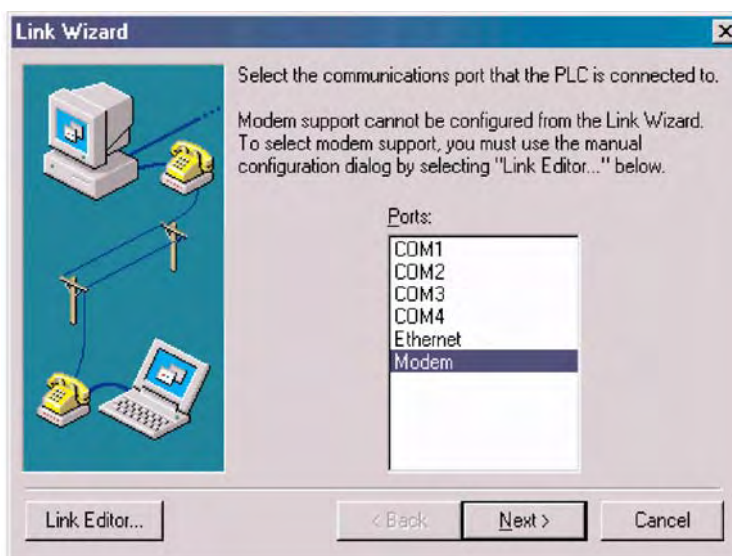 Link Wizard
Select the communications port that the PLC is connected to.
Modem support cannot be configured from the Link Wizard.
To select modem support, you must use the manual
configuration dialog by selecting "Link Editor..." below.
Ports:
COM1
COM2
COM3
COM4
Ethernet
Modem
Link Editor...
< Back
Next >
Cancel